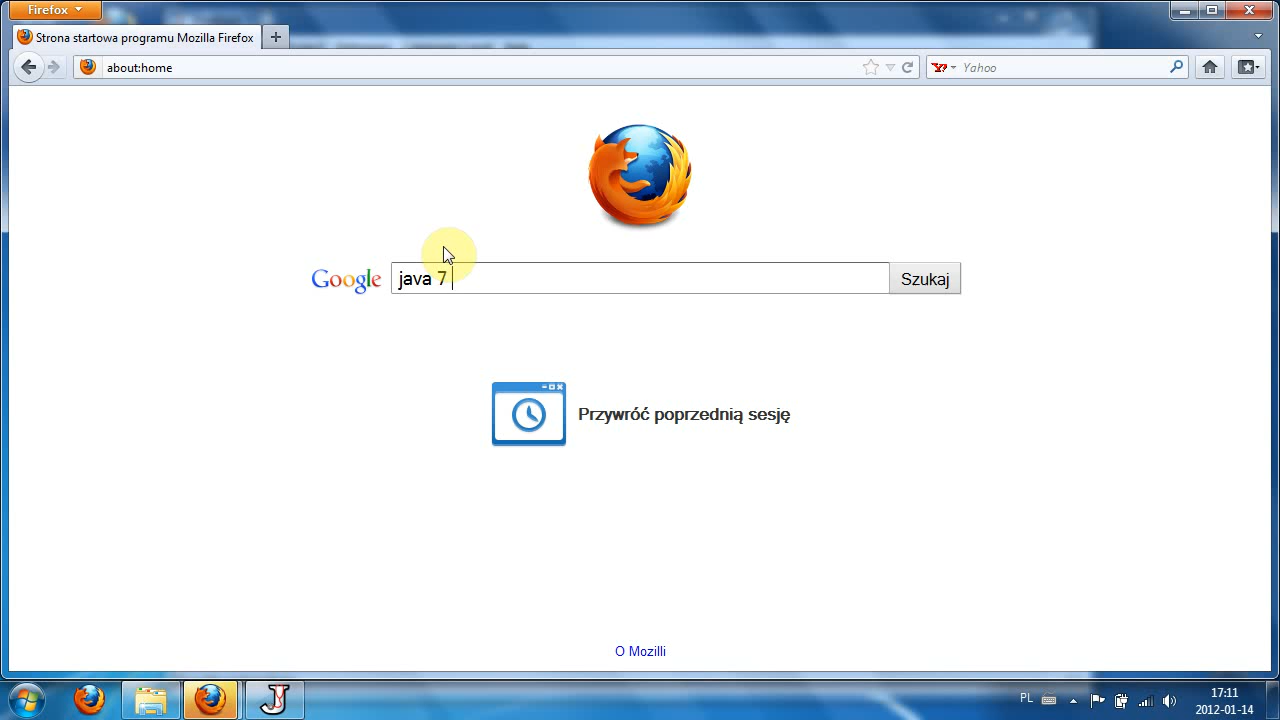 Firefox
Strona startowa programu Mozilla Firefox
about:home
Yahoo
Google
java 7
Szukaj
Przywróć poprzednią sesję
O Mozilli
PL
17:11
2012-01-14